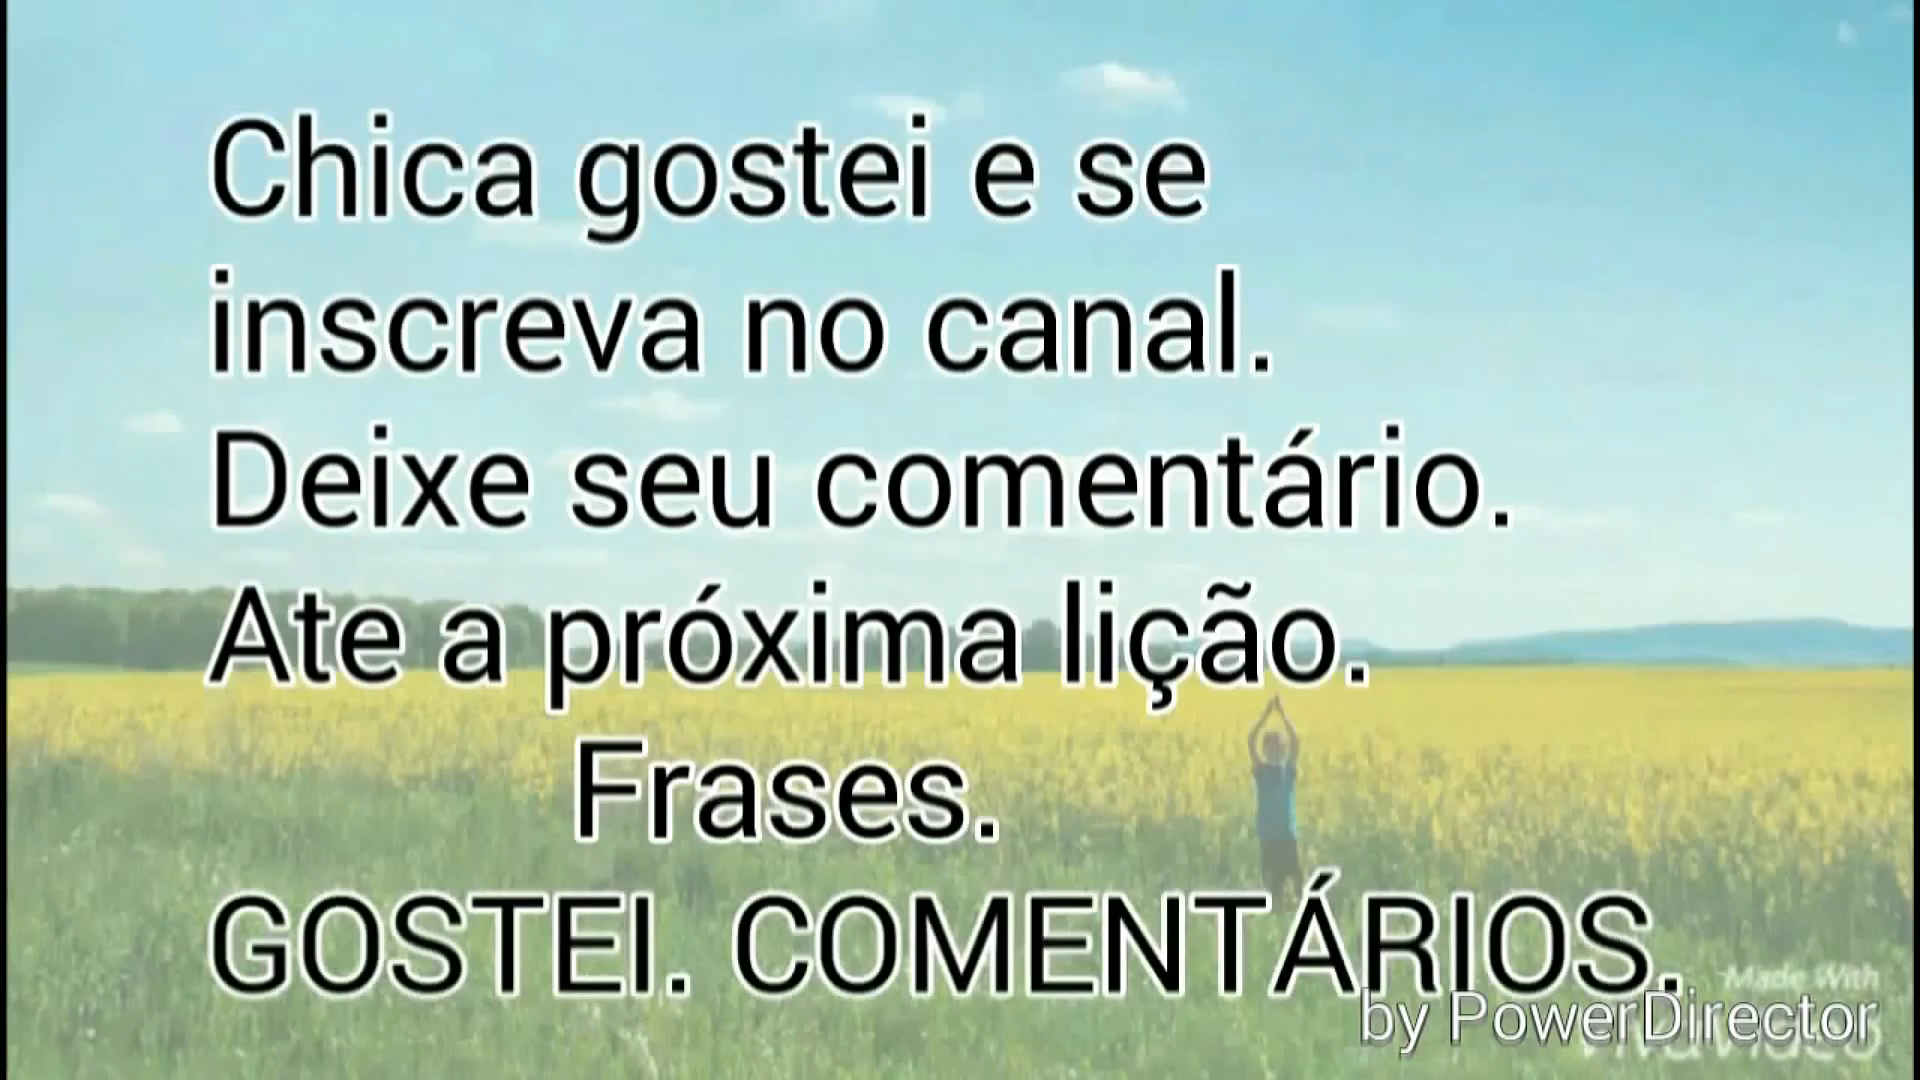 Chica gostei e se
inscreva no canal.
Deixe seu comentário.
Ate a próxima lição.
Frases.
GOSTEI. COMENTÁRIOS.
Made With
by PowerDirector